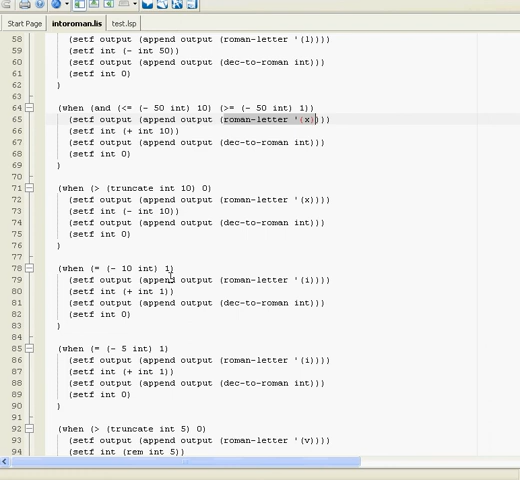 Start Page intoroman.lis test.lsp
58 (setf output (append output (roman-letter '(l))))
59 (setf int (- int 50))
60 (setf output (append output (dec-to-roman int)))
61 (setf int 0)
62 )
63
64 (when (and (<= (- 50 int) 10) (>= (- 50 int) 1))
65 (setf output (append output (roman-letter '(x))))
66 (setf int (+ int 10))
67 (setf output (append output (dec-to-roman int)))
68 (setf int 0)
69 )
70
71 (when (> (truncate int 10) 0)
72 (setf output (append output (roman-letter '(x))))
73 (setf int (- int 10))
74 (setf output (append output (dec-to-roman int)))
75 (setf int 0)
76 )
77
78 (when (= (- 10 int) 1)
79 (setf output (append output (roman-letter '(i))))
80 (setf int (+ int 1))
81 (setf output (append output (dec-to-roman int)))
82 (setf int 0)
83 )
84
85 (when (= (- 5 int) 1)
86 (setf output (append output (roman-letter '(i))))
87 (setf int (+ int 1))
88 (setf output (append output (dec-to-roman int)))
89 (setf int 0)
90 )
91
92 (when (> (truncate int 5) 0)
93 (setf output (append output (roman-letter '(v))))
94 (setf int (rem int 5))